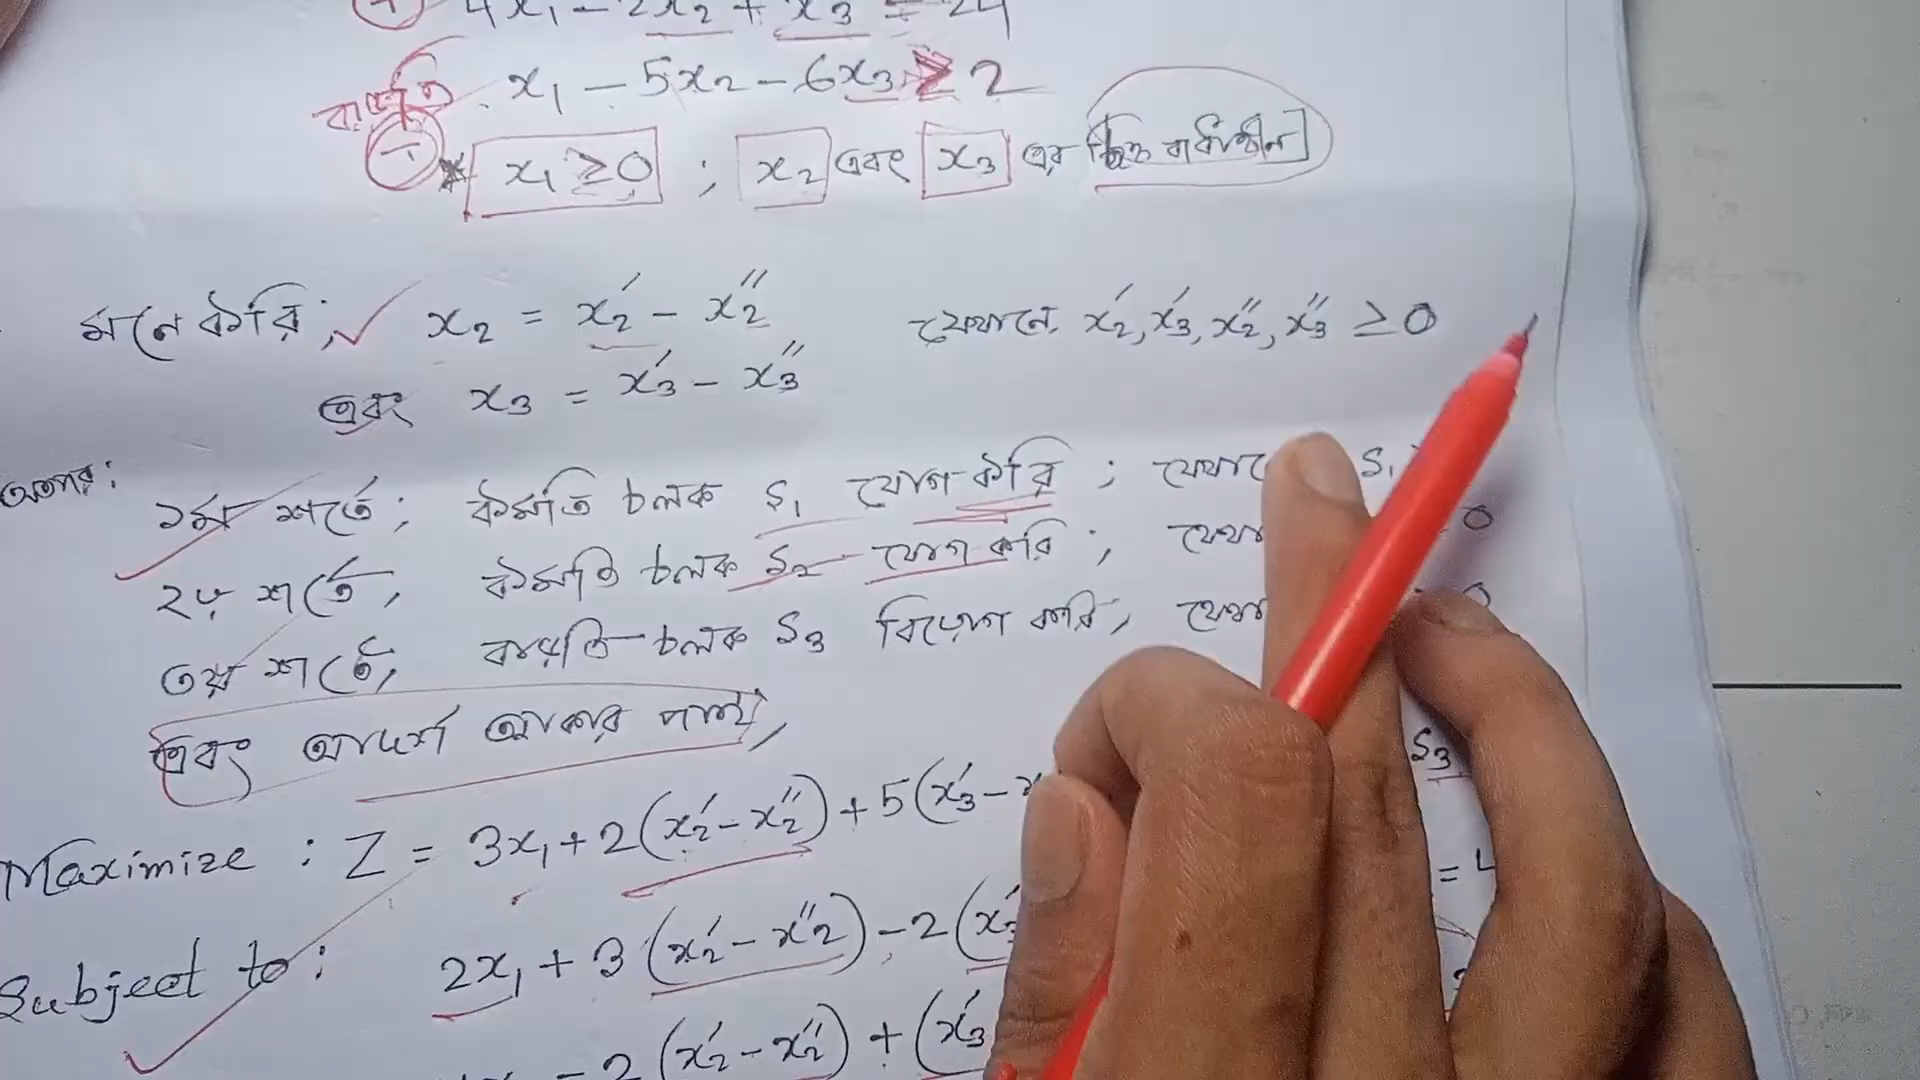 4x₁ - 2x₂ + x₃ = 24
x₁ - 5x₂ - 6x₃ ≥ 2
x₁ ≥ 0 ; x₂ এবং x₃ এর চিহ্ন বাধাহীন
মনে করি; x₂ = x₂′ - x₂″ যেখানে, x₂′, x₃′, x₂″, x₃″ ≥ 0
এবং x₃ = x₃′ - x₃″
১ম শর্তে; কমতি চলক S₁ যোগ করি ; S₁
২য় শর্তে, কমতি চলক S₂ যোগ করি ; 0
৩য় শর্তে, বাড়তি চলক S₃ বিয়োগ করি, 0
এবং আদর্শ আকার পাই,
S₃
Maximize : Z = 3x₁ + 2(x₂′ - x₂″) + 5(x₃′ -
= 4
Subject to: 2x₁ + 3(x₂′ - x₂″) - 2(x₃′
- 2(x₂′ - x₂″) + (x₃′